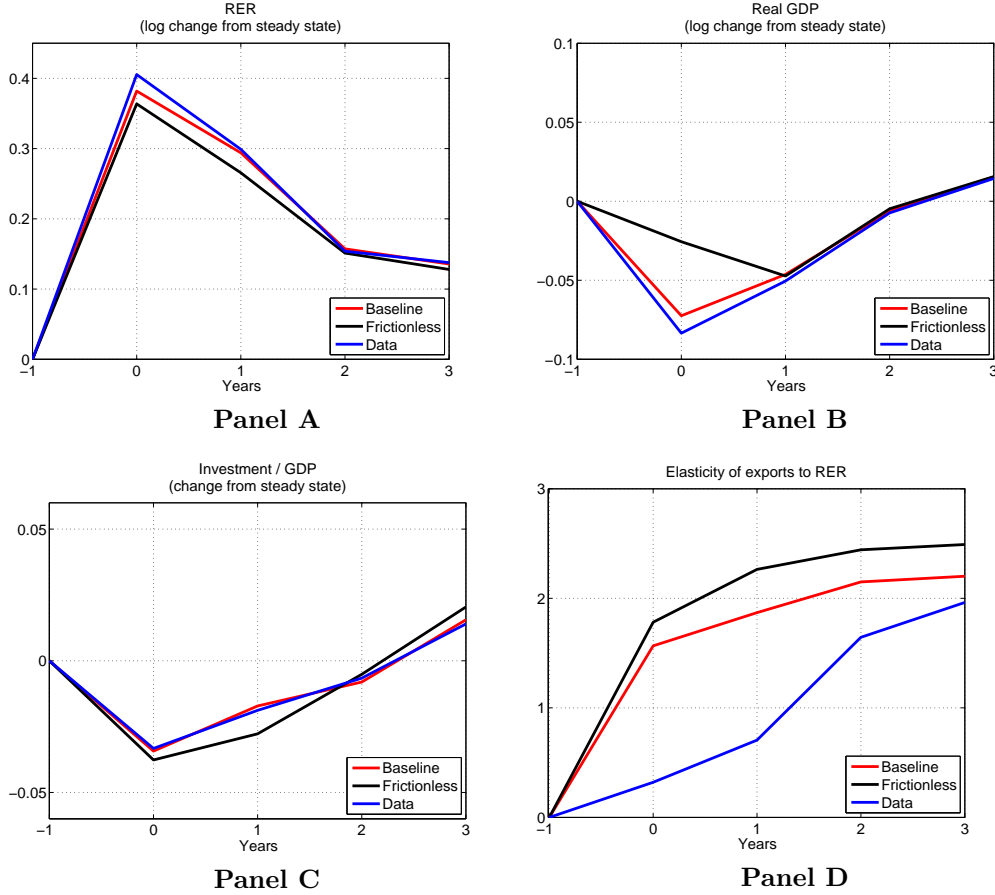 RER
(log change from steady state)
0.4
0.3
0.2
0.1
0
−1
0
1
2
3
Years
Baseline
Frictionless
Data
Panel A
Real GDP
(log change from steady state)
0.1
0.05
0
−0.05
−0.1
−1
0
1
2
3
Years
Baseline
Frictionless
Data
Panel B
Investment / GDP
(change from steady state)
0.05
0
−0.05
−1
0
1
2
3
Years
Baseline
Frictionless
Data
Panel C
Elasticity of exports to RER
3
2
1
0
−1
0
1
2
3
Years
Baseline
Frictionless
Data
Panel D